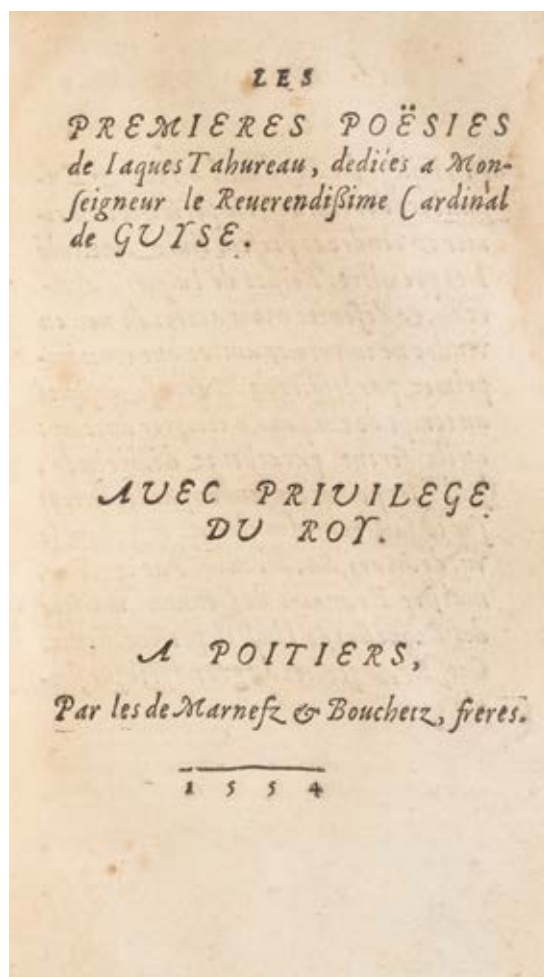 LES
PREMIERES POËSIES
de Iaques Tahureau, dediées a Mon-
ſeigneur le Reuerendißime Cardinal
de GUYSE.
AVEC PRIUILEGE
DU ROY.
A POITIERS,
Par les de Marnefz & Bouchetz, freres.
1554